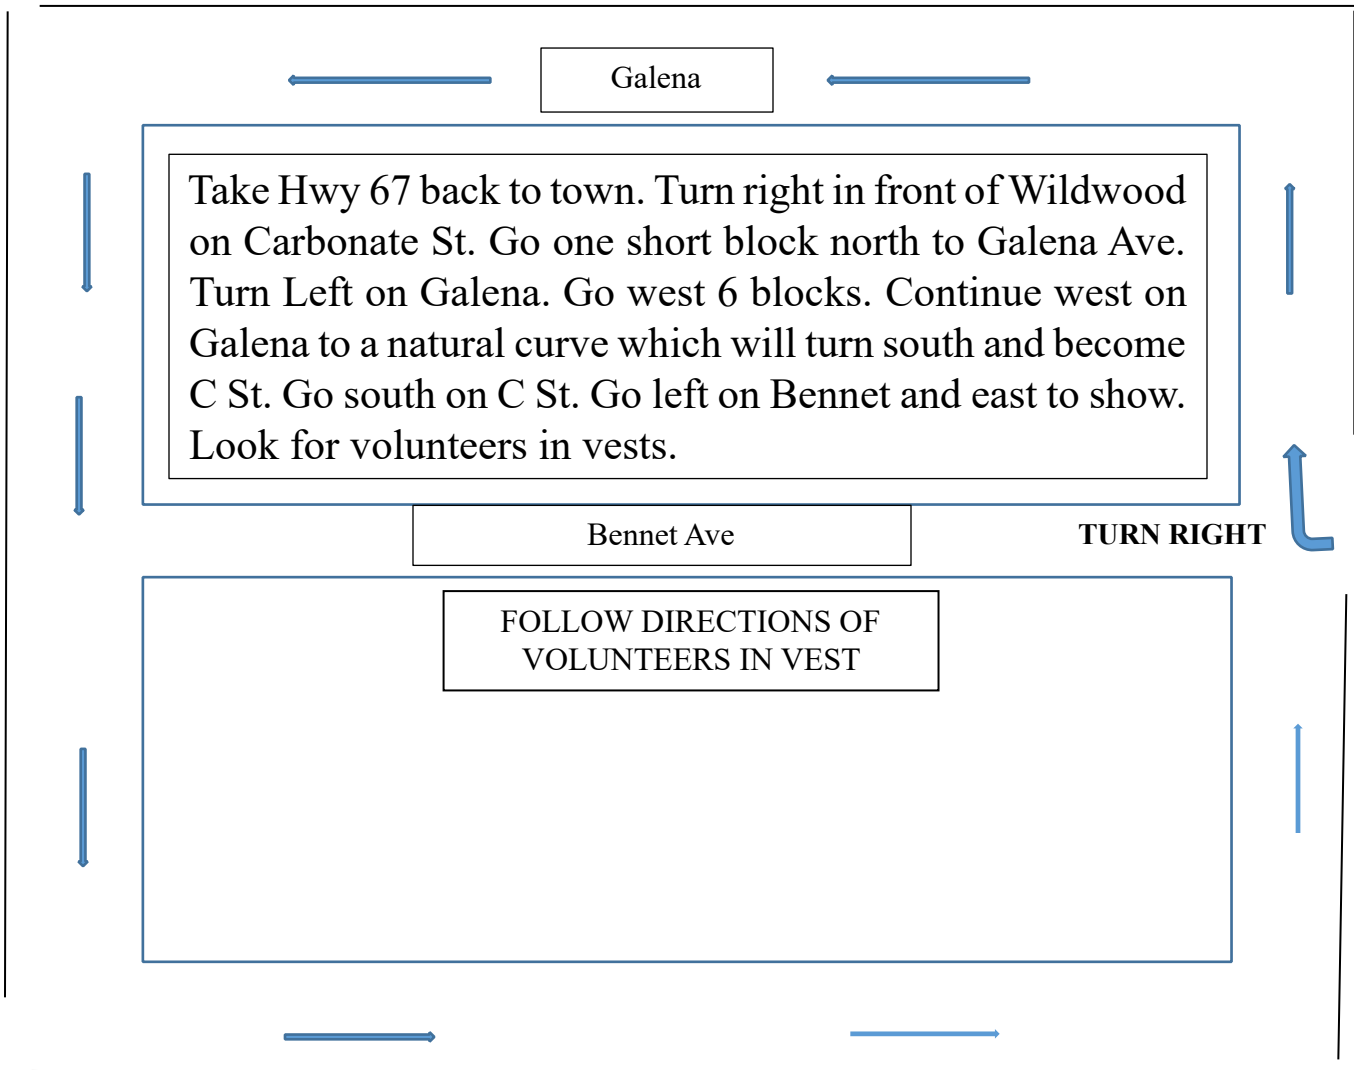 Galena
Take Hwy 67 back to town. Turn right in front of Wildwood
on Carbonate St. Go one short block north to Galena Ave.
Turn Left on Galena. Go west 6 blocks. Continue west on
Galena to a natural curve which will turn south and become
C St. Go south on C St. Go left on Bennet and east to show.
Look for volunteers in vests.
Bennet Ave
TURN RIGHT
FOLLOW DIRECTIONS OF
VOLUNTEERS IN VEST